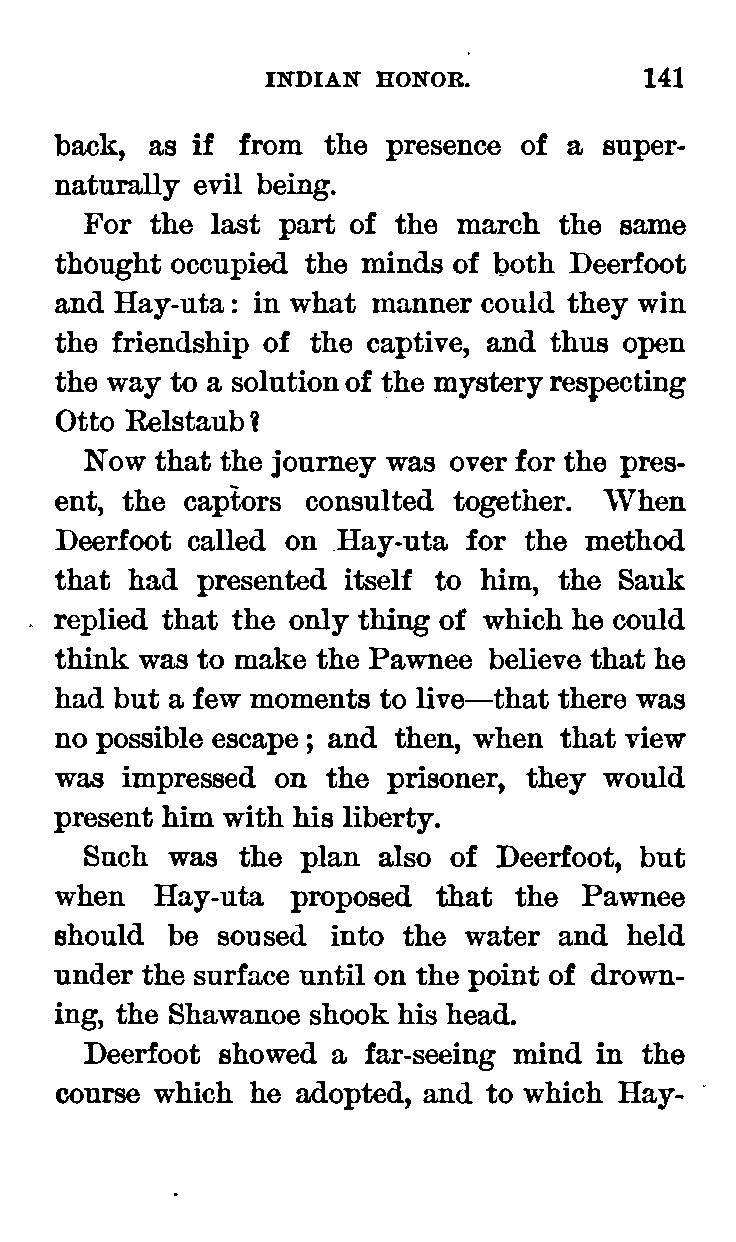 INDIAN HONOR. 141
back, as if from the presence of a super-
naturally evil being.
For the last part of the march the same
thought occupied the minds of both Deerfoot
and Hay-uta: in what manner could they win
the friendship of the captive, and thus open
the way to a solution of the mystery respecting
Otto Relstaub?
Now that the journey was over for the pres-
ent, the captors consulted together. When
Deerfoot called on Hay-uta for the method
that had presented itself to him, the Sauk
replied that the only thing of which he could
think was to make the Pawnee believe that he
had but a few moments to live—that there was
no possible escape; and then, when that view
was impressed on the prisoner, they would
present him with his liberty.
Such was the plan also of Deerfoot, but
when Hay-uta proposed that the Pawnee
should be soused into the water and held
under the surface until on the point of drown-
ing, the Shawanoe shook his head.
Deerfoot showed a far-seeing mind in the
course which he adopted, and to which Hay-